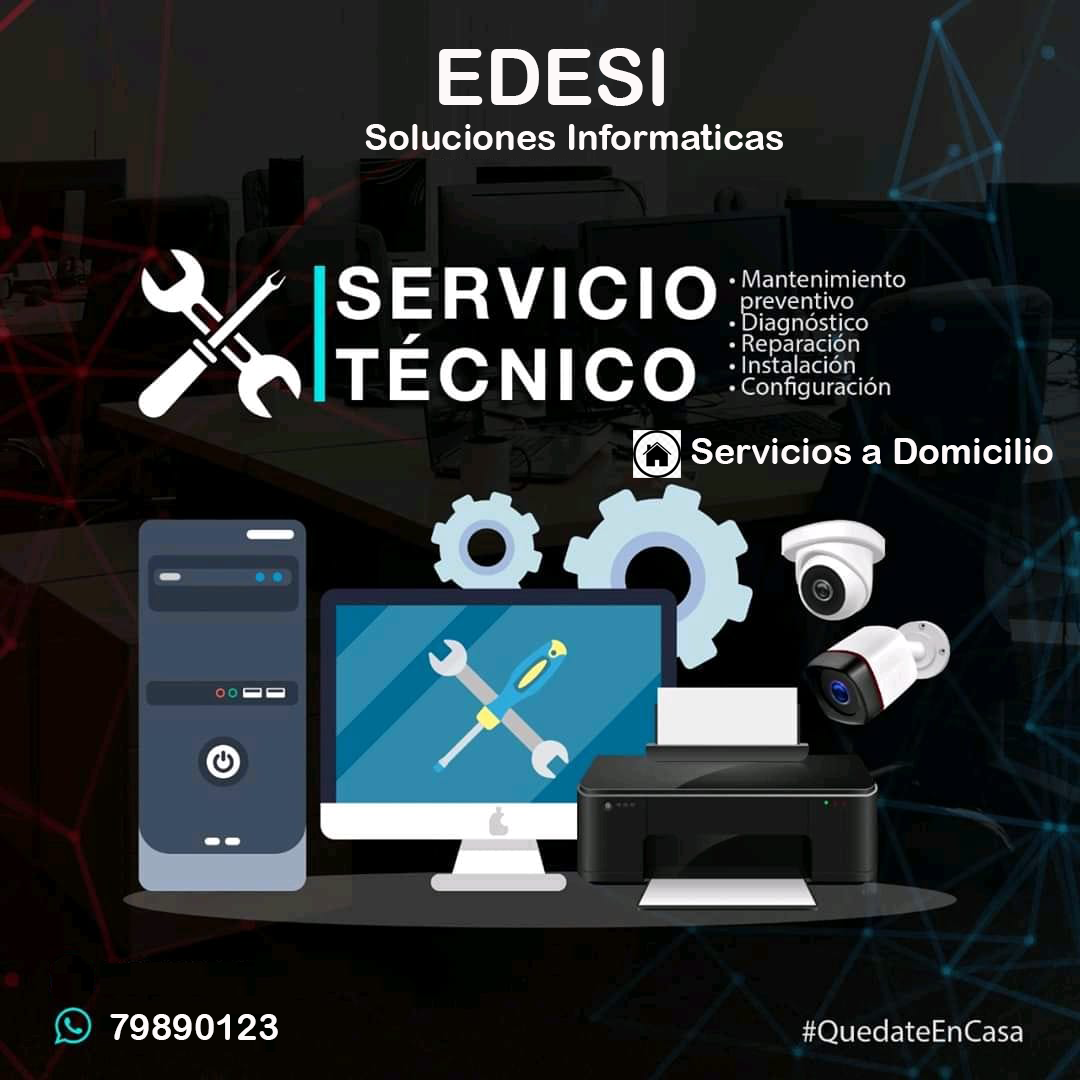 EDESI
Soluciones Informaticas
SERVICIO
TÉCNICO
• Mantenimiento
preventivo
• Diagnóstico
• Reparación
• Instalación
• Configuración
Servicios a Domicilio
79890123
#QuedateEnCasa